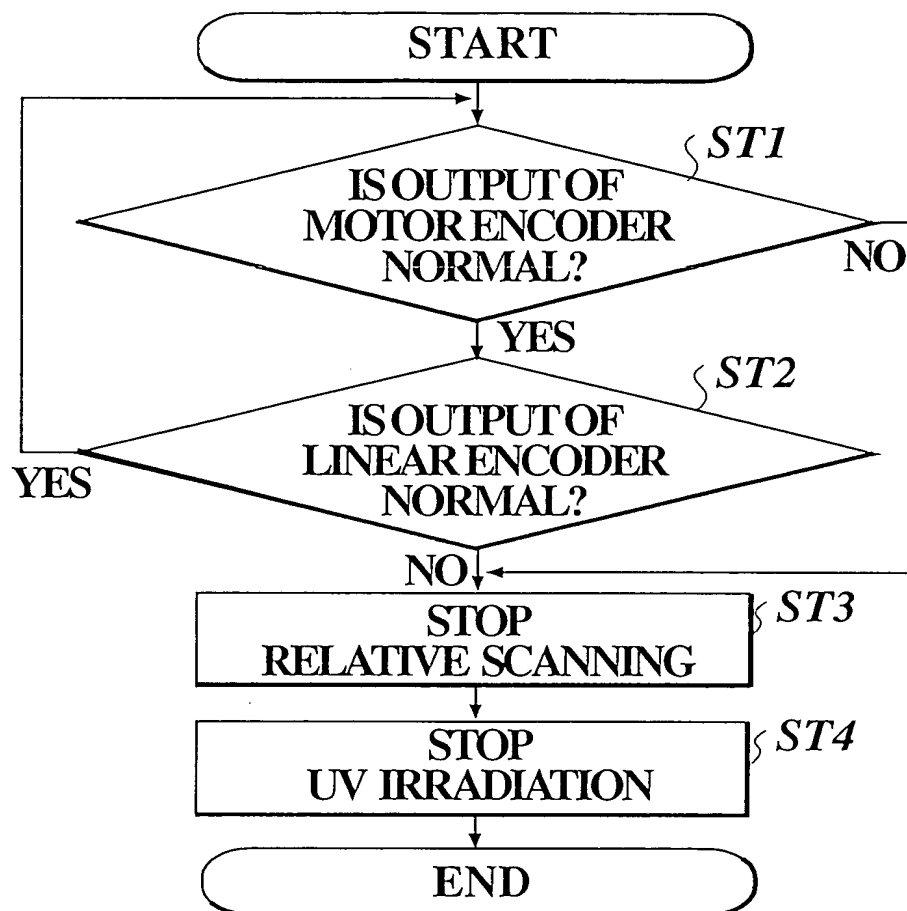 START
ST1
IS OUTPUT OF
MOTOR ENCODER
NORMAL?
NO
YES
ST2
IS OUTPUT OF
LINEAR ENCODER
NORMAL?
YES
NO
ST3
STOP
RELATIVE SCANNING
ST4
STOP
UV IRRADIATION
END